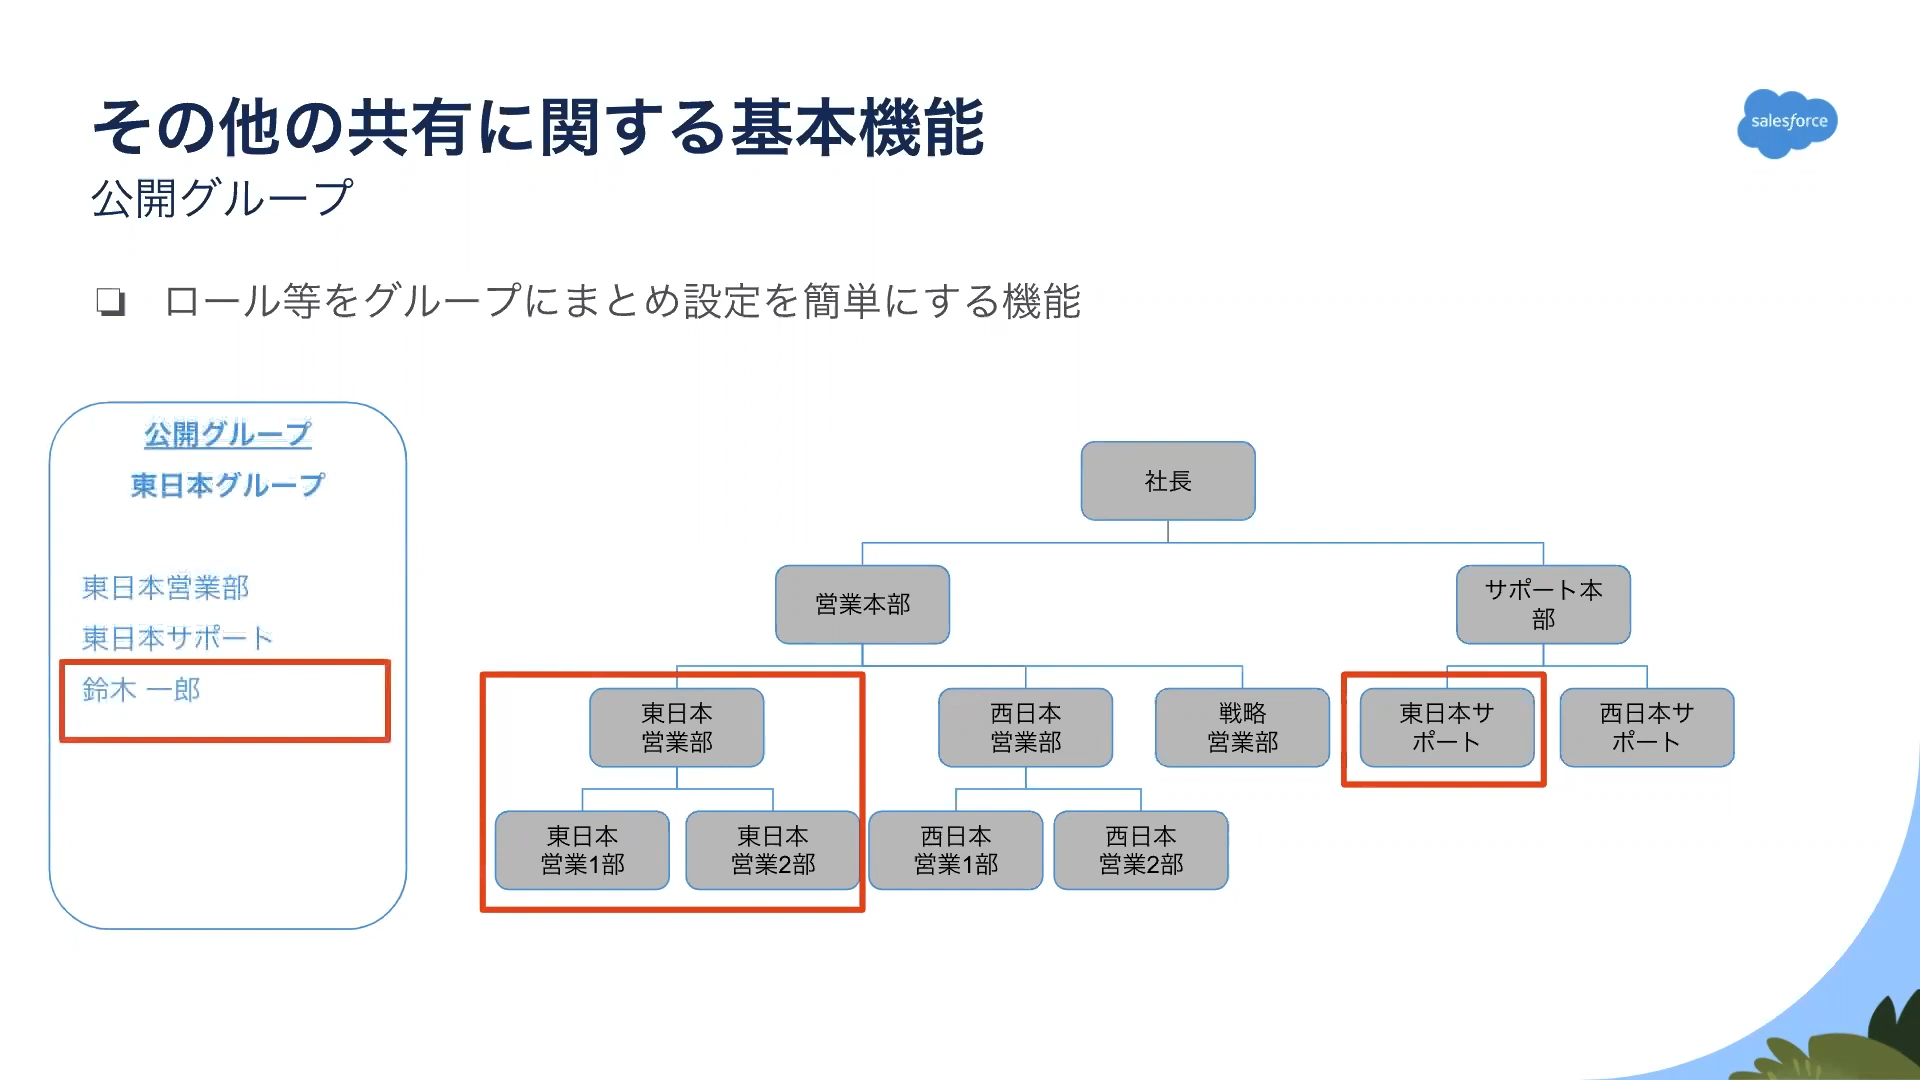 その他の共有に関する基本機能
salesforce
公開グループ
❏ ロール等をグループにまとめ設定を簡単にする機能
公開グループ
東日本グループ
東日本営業部
東日本サポート
鈴木 一郎
社長
営業本部
サポート本
部
東日本
営業部
西日本
営業部
戦略
営業部
東日本サ
ポート
西日本サ
ポート
東日本
営業1部
東日本
営業2部
西日本
営業1部
西日本
営業2部